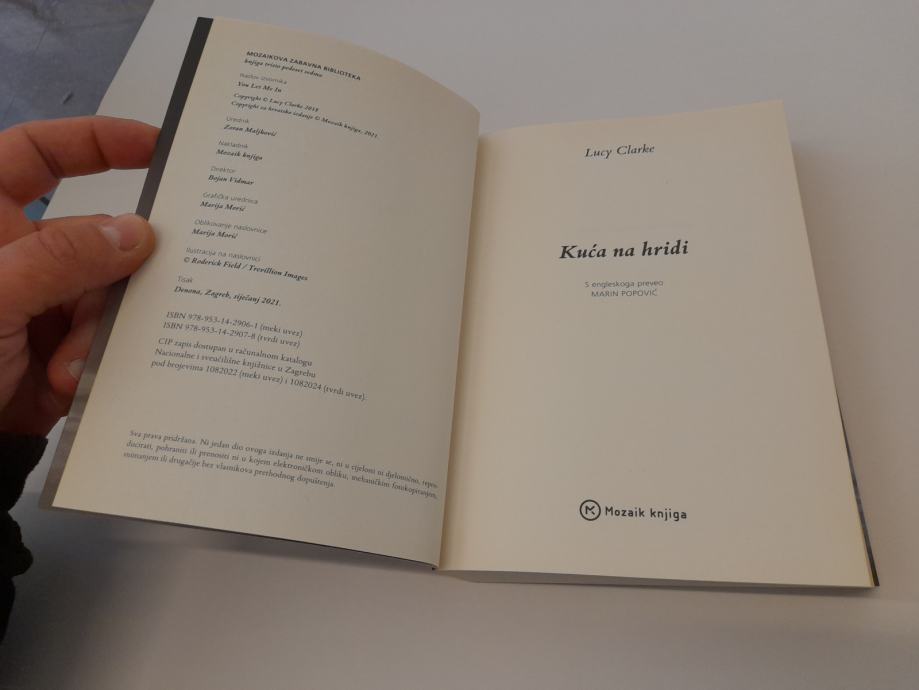 MOZAIKOVA ZABAVNA BIBLIOTEKA
knjiga tristo pedeset sedma
Naslov izvornika
You Let Me In
Copyright © Lucy Clarke 2018
Copyright za hrvatsko izdanje © Mozaik knjiga, 2021.
Urednik
Zoran Maljković
Nakladnik
Mozaik knjiga
Direktor
Bojan Vidmar
Grafička urednica
Marija Morić
Oblikovanje naslovnice
Marija Morić
Ilustracija na naslovnici
© Roderick Field / Trevillion Images
Tisak
Denona, Zagreb, siječanj 2021.
ISBN 978-953-14-2906-1 (meki uvez)
ISBN 978-953-14-2907-8 (tvrdi uvez)
CIP zapis dostupan u računalnom katalogu
Nacionalne i sveučilišne knjižnice u Zagrebu
pod brojevima 1082022 (meki uvez) i 1082024 (tvrdi uvez).
Sva prava pridržana. Ni jedan dio ovoga izdanja ne smije se, ni u cijelosti ni djelomično, repro-
ducirati, pohraniti ili prenositi ni u kojem elektroničkom obliku, mehaničkim fotokopiranjem,
snimanjem ili drugačije bez vlasnikova prethodnog dopuštenja.
Lucy Clarke
Kuća na hridi
S engleskoga preveo
MARIN POPOVIĆ
Mozaik knjiga